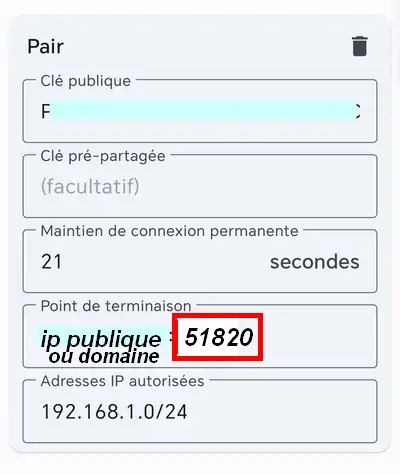 Pair
Clé publique
Clé pré-partagée
(facultatif)
Maintien de connexion permanente
21 secondes
Point de terminaison
ip publique : 51820
ou domaine
Adresses IP autorisées
192.168.1.0/24